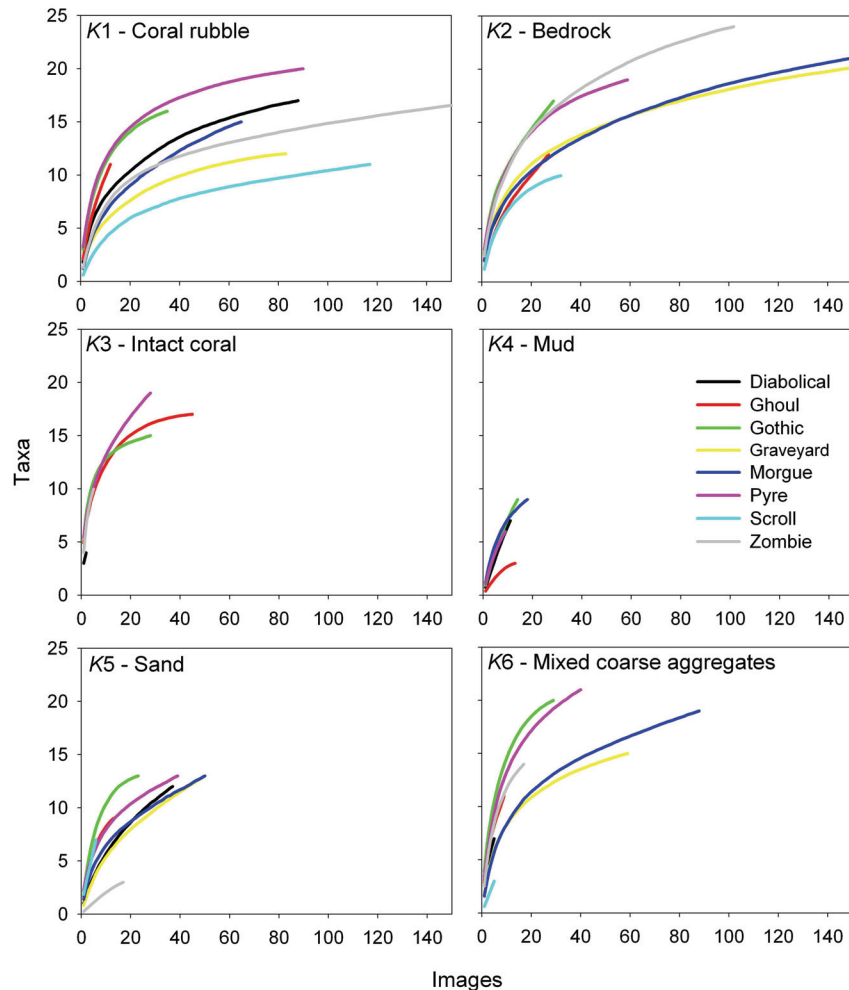 K1 - Coral rubble
25
20
15
10
5
0
0 20 40 60 80 100 120 140
K2 - Bedrock
0 20 40 60 80 100 120 140
K3 - Intact coral
25
20
15
10
5
0
0 20 40 60 80 100 120 140
K4 - Mud
Diabolical
Ghoul
Gothic
Graveyard
Morgue
Pyre
Scroll
Zombie
0 20 40 60 80 100 120 140
Taxa
K5 - Sand
25
20
15
10
5
0
0 20 40 60 80 100 120 140
K6 - Mixed coarse aggregates
0 20 40 60 80 100 120 140
Images